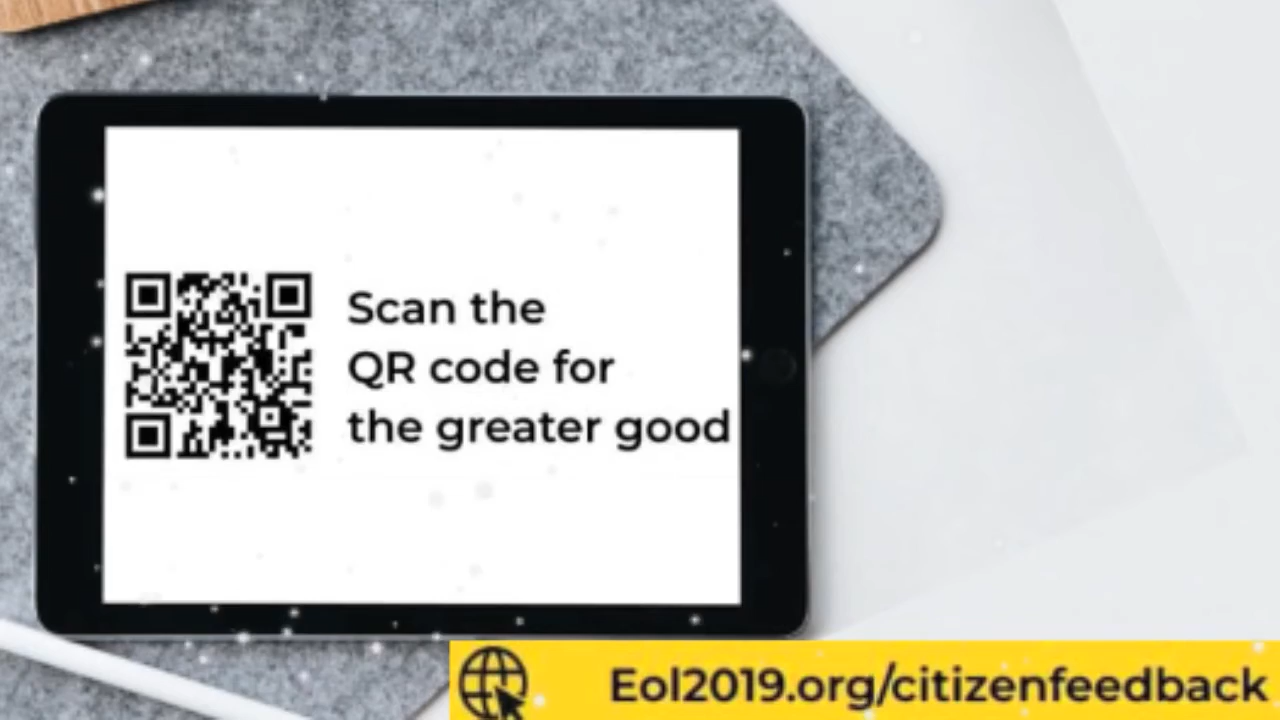 Scan the
QR code for
the greater good
Eol2019.org/citizenfeedback